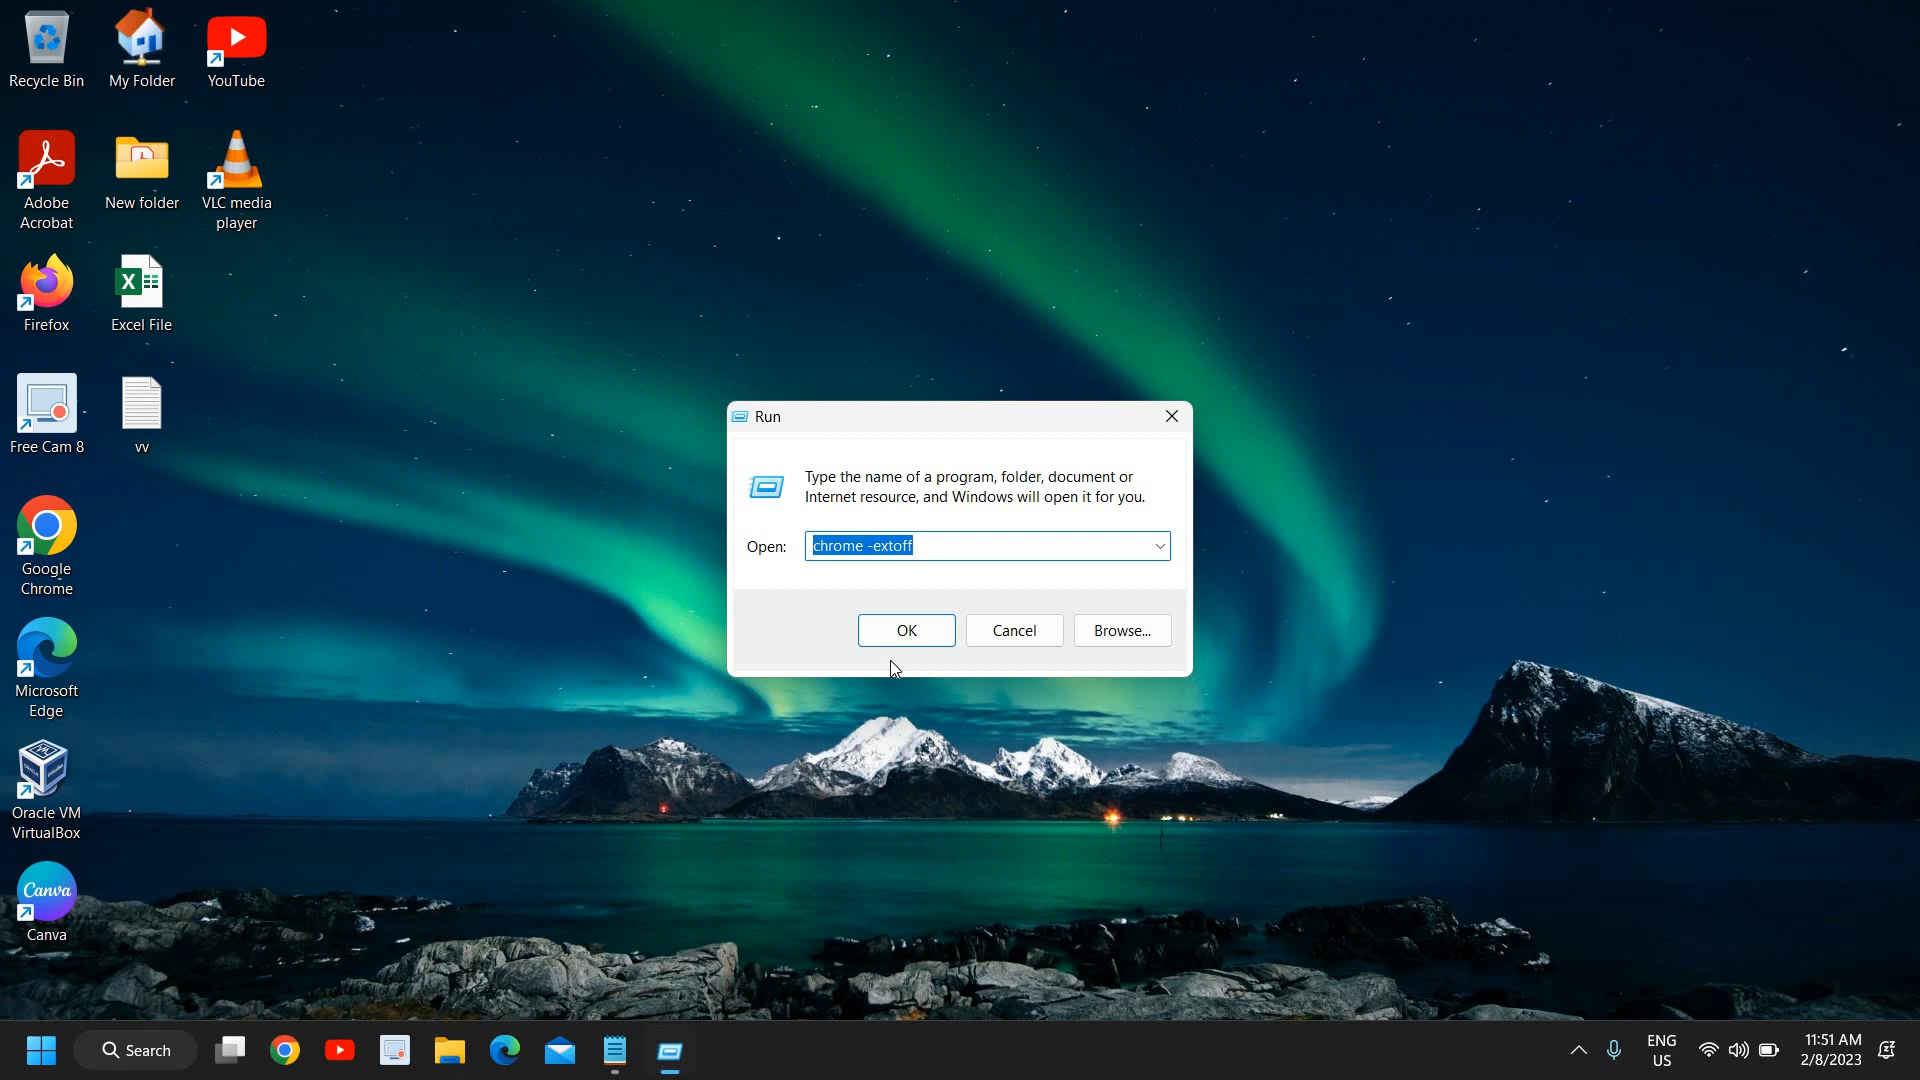 Recycle Bin
My Folder
YouTube
Adobe
Acrobat
New folder
VLC media
player
Firefox
Excel File
Free Cam 8
vv
Google
Chrome
Microsoft
Edge
Oracle VM
VirtualBox
Canva
Canva
Run
Type the name of a program, folder, document or
Internet resource, and Windows will open it for you.
Open:
chrome -extoff
OK
Cancel
Browse...
Search
ENG
US
11:51 AM
2/8/2023